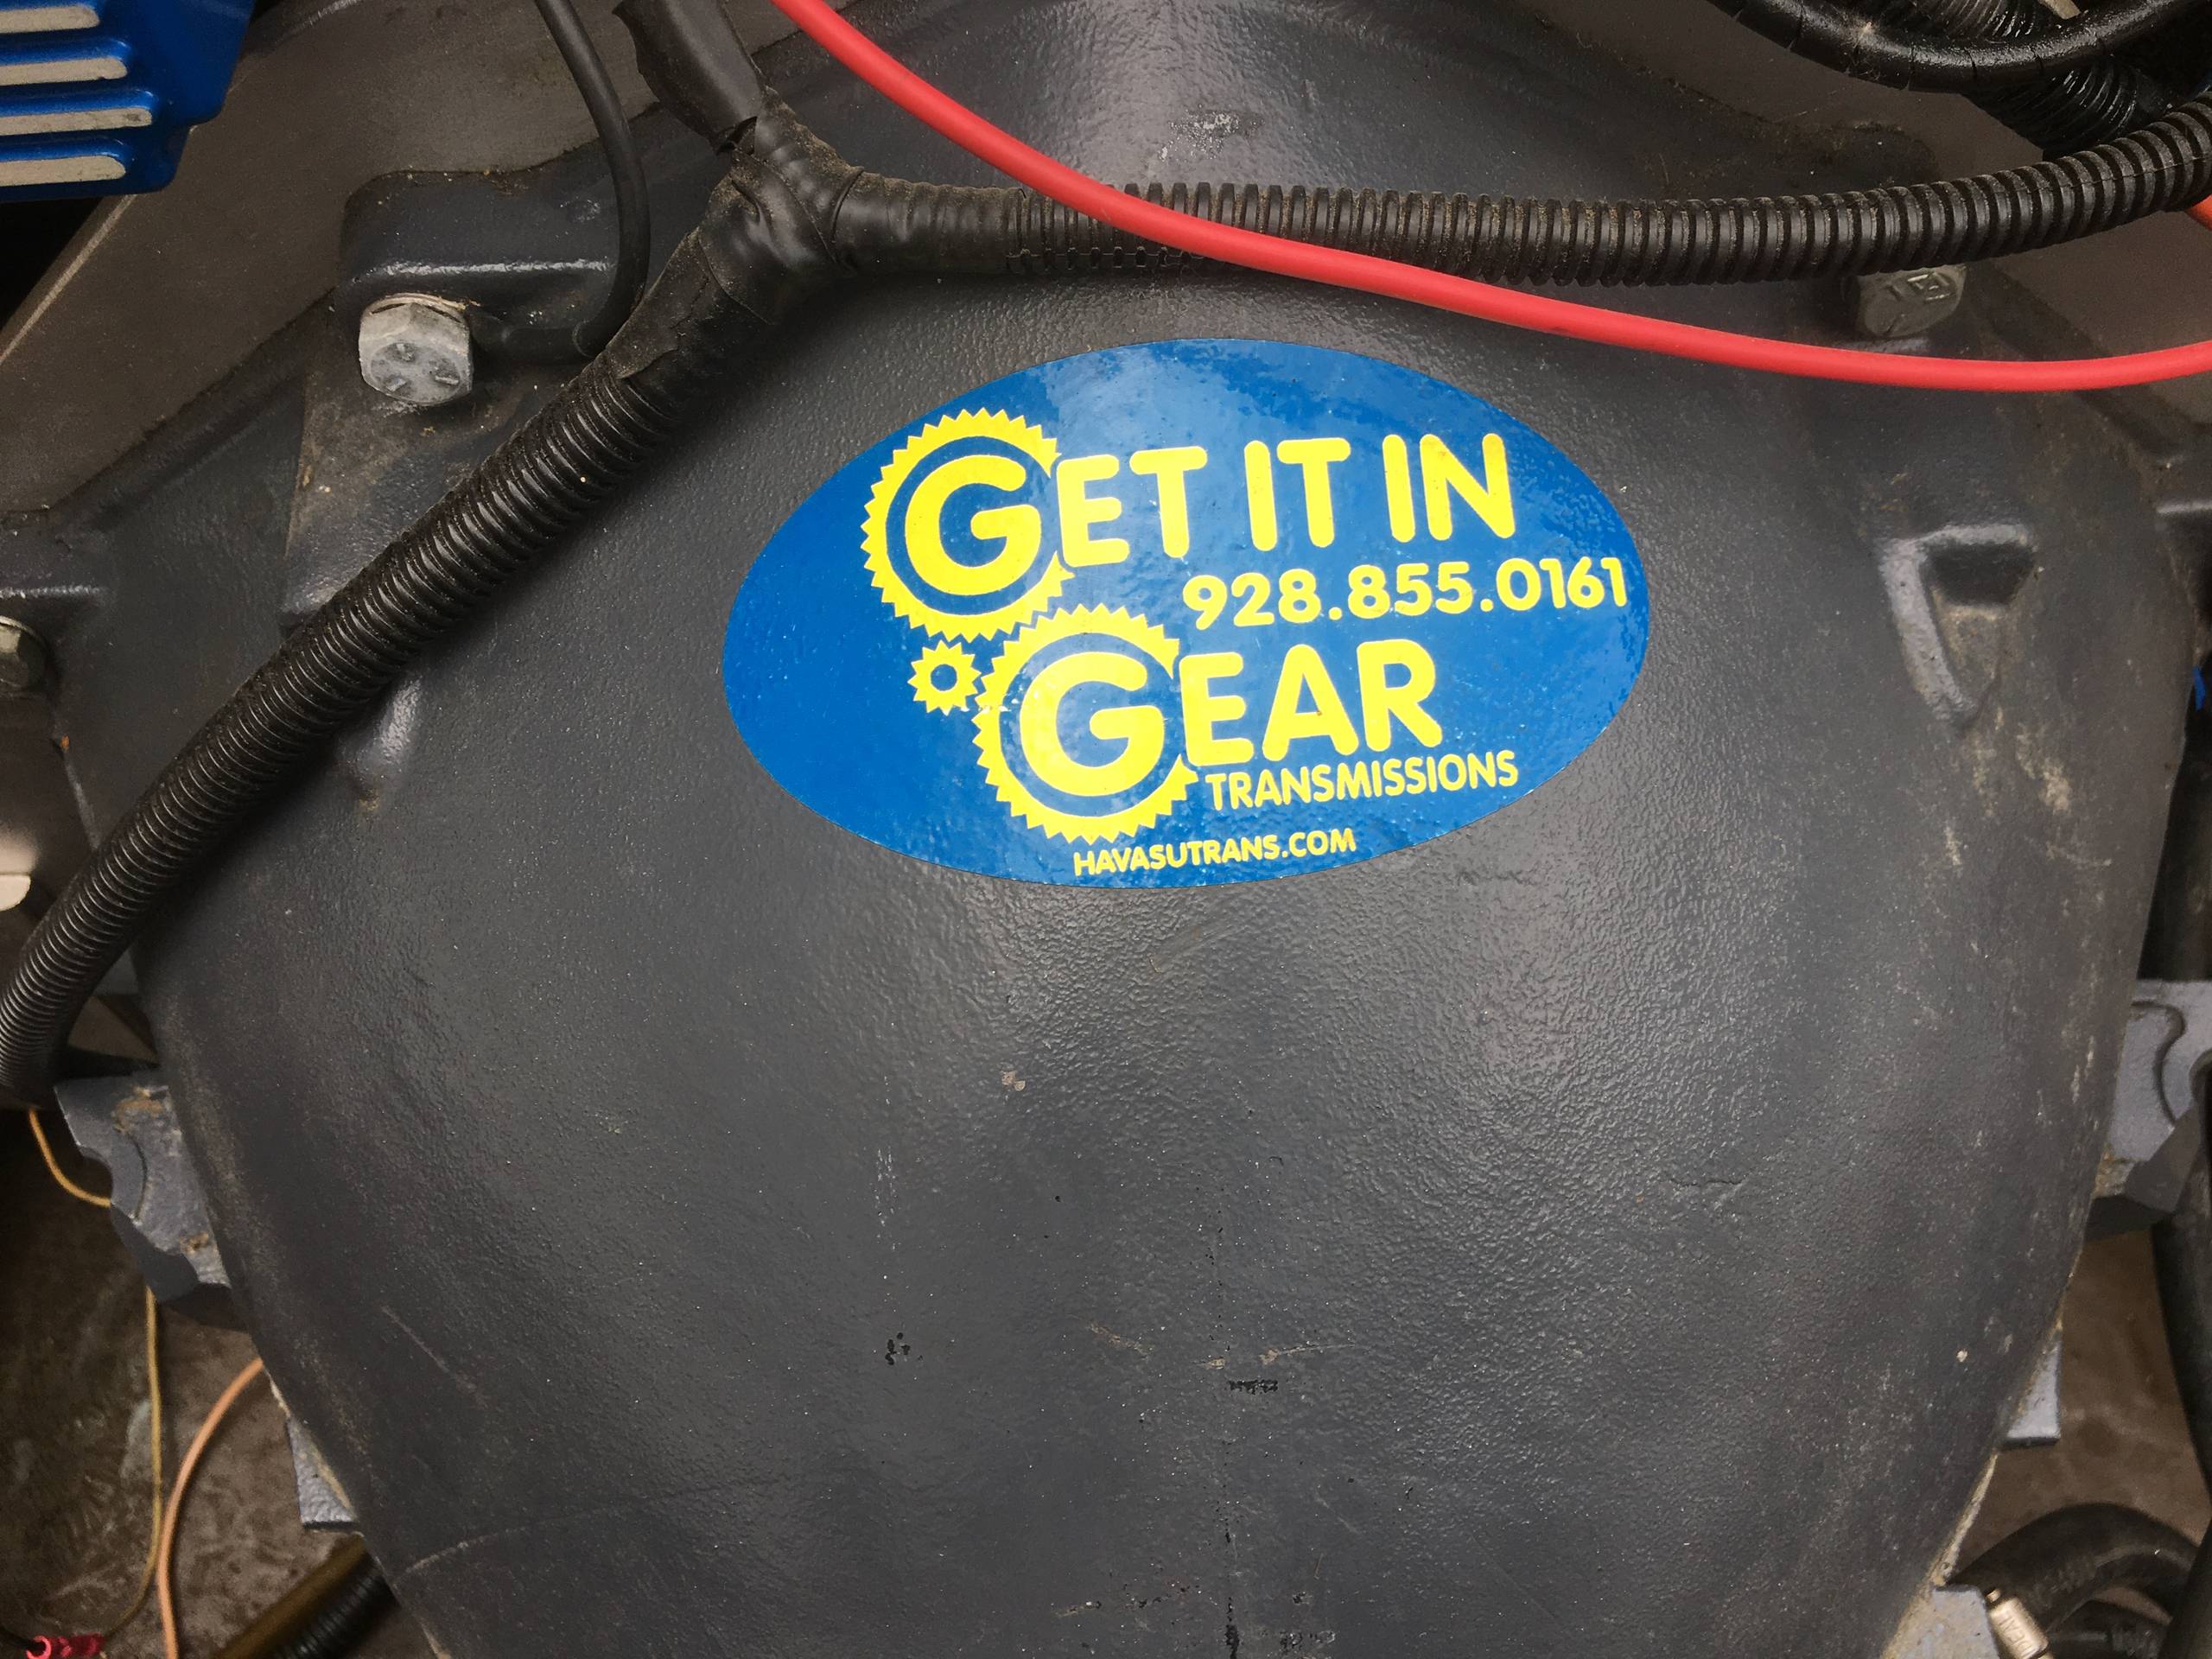 GET IT IN
928.855.0161
GEAR
TRANSMISSIONS
HAVASUTRANS.COM